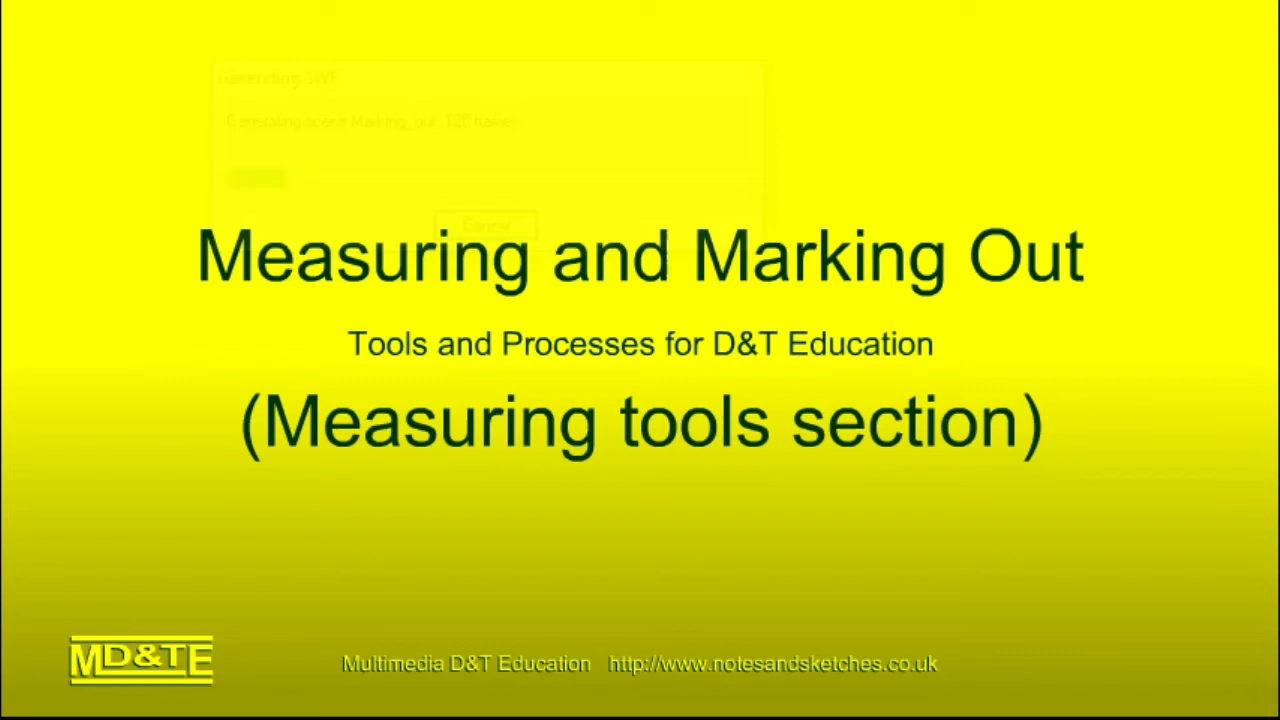 Measuring and Marking Out
Tools and Processes for D&T Education
(Measuring tools section)
MD&TE
Multimedia D&T Education http://www.notesandsketches.co.uk